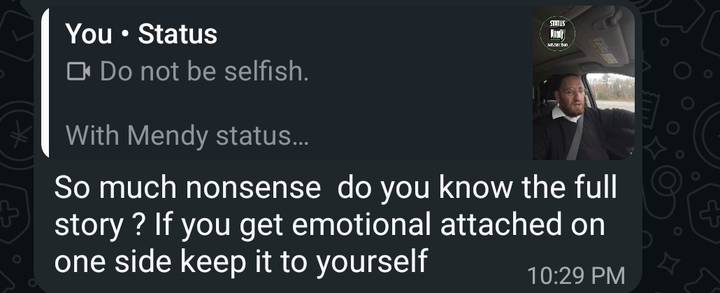 You • Status
Do not be selfish.
With Mendy status...
STATUS
So much nonsense  do you know the full
story ? If you get emotional attached on
one side keep it to yourself
10:29 PM